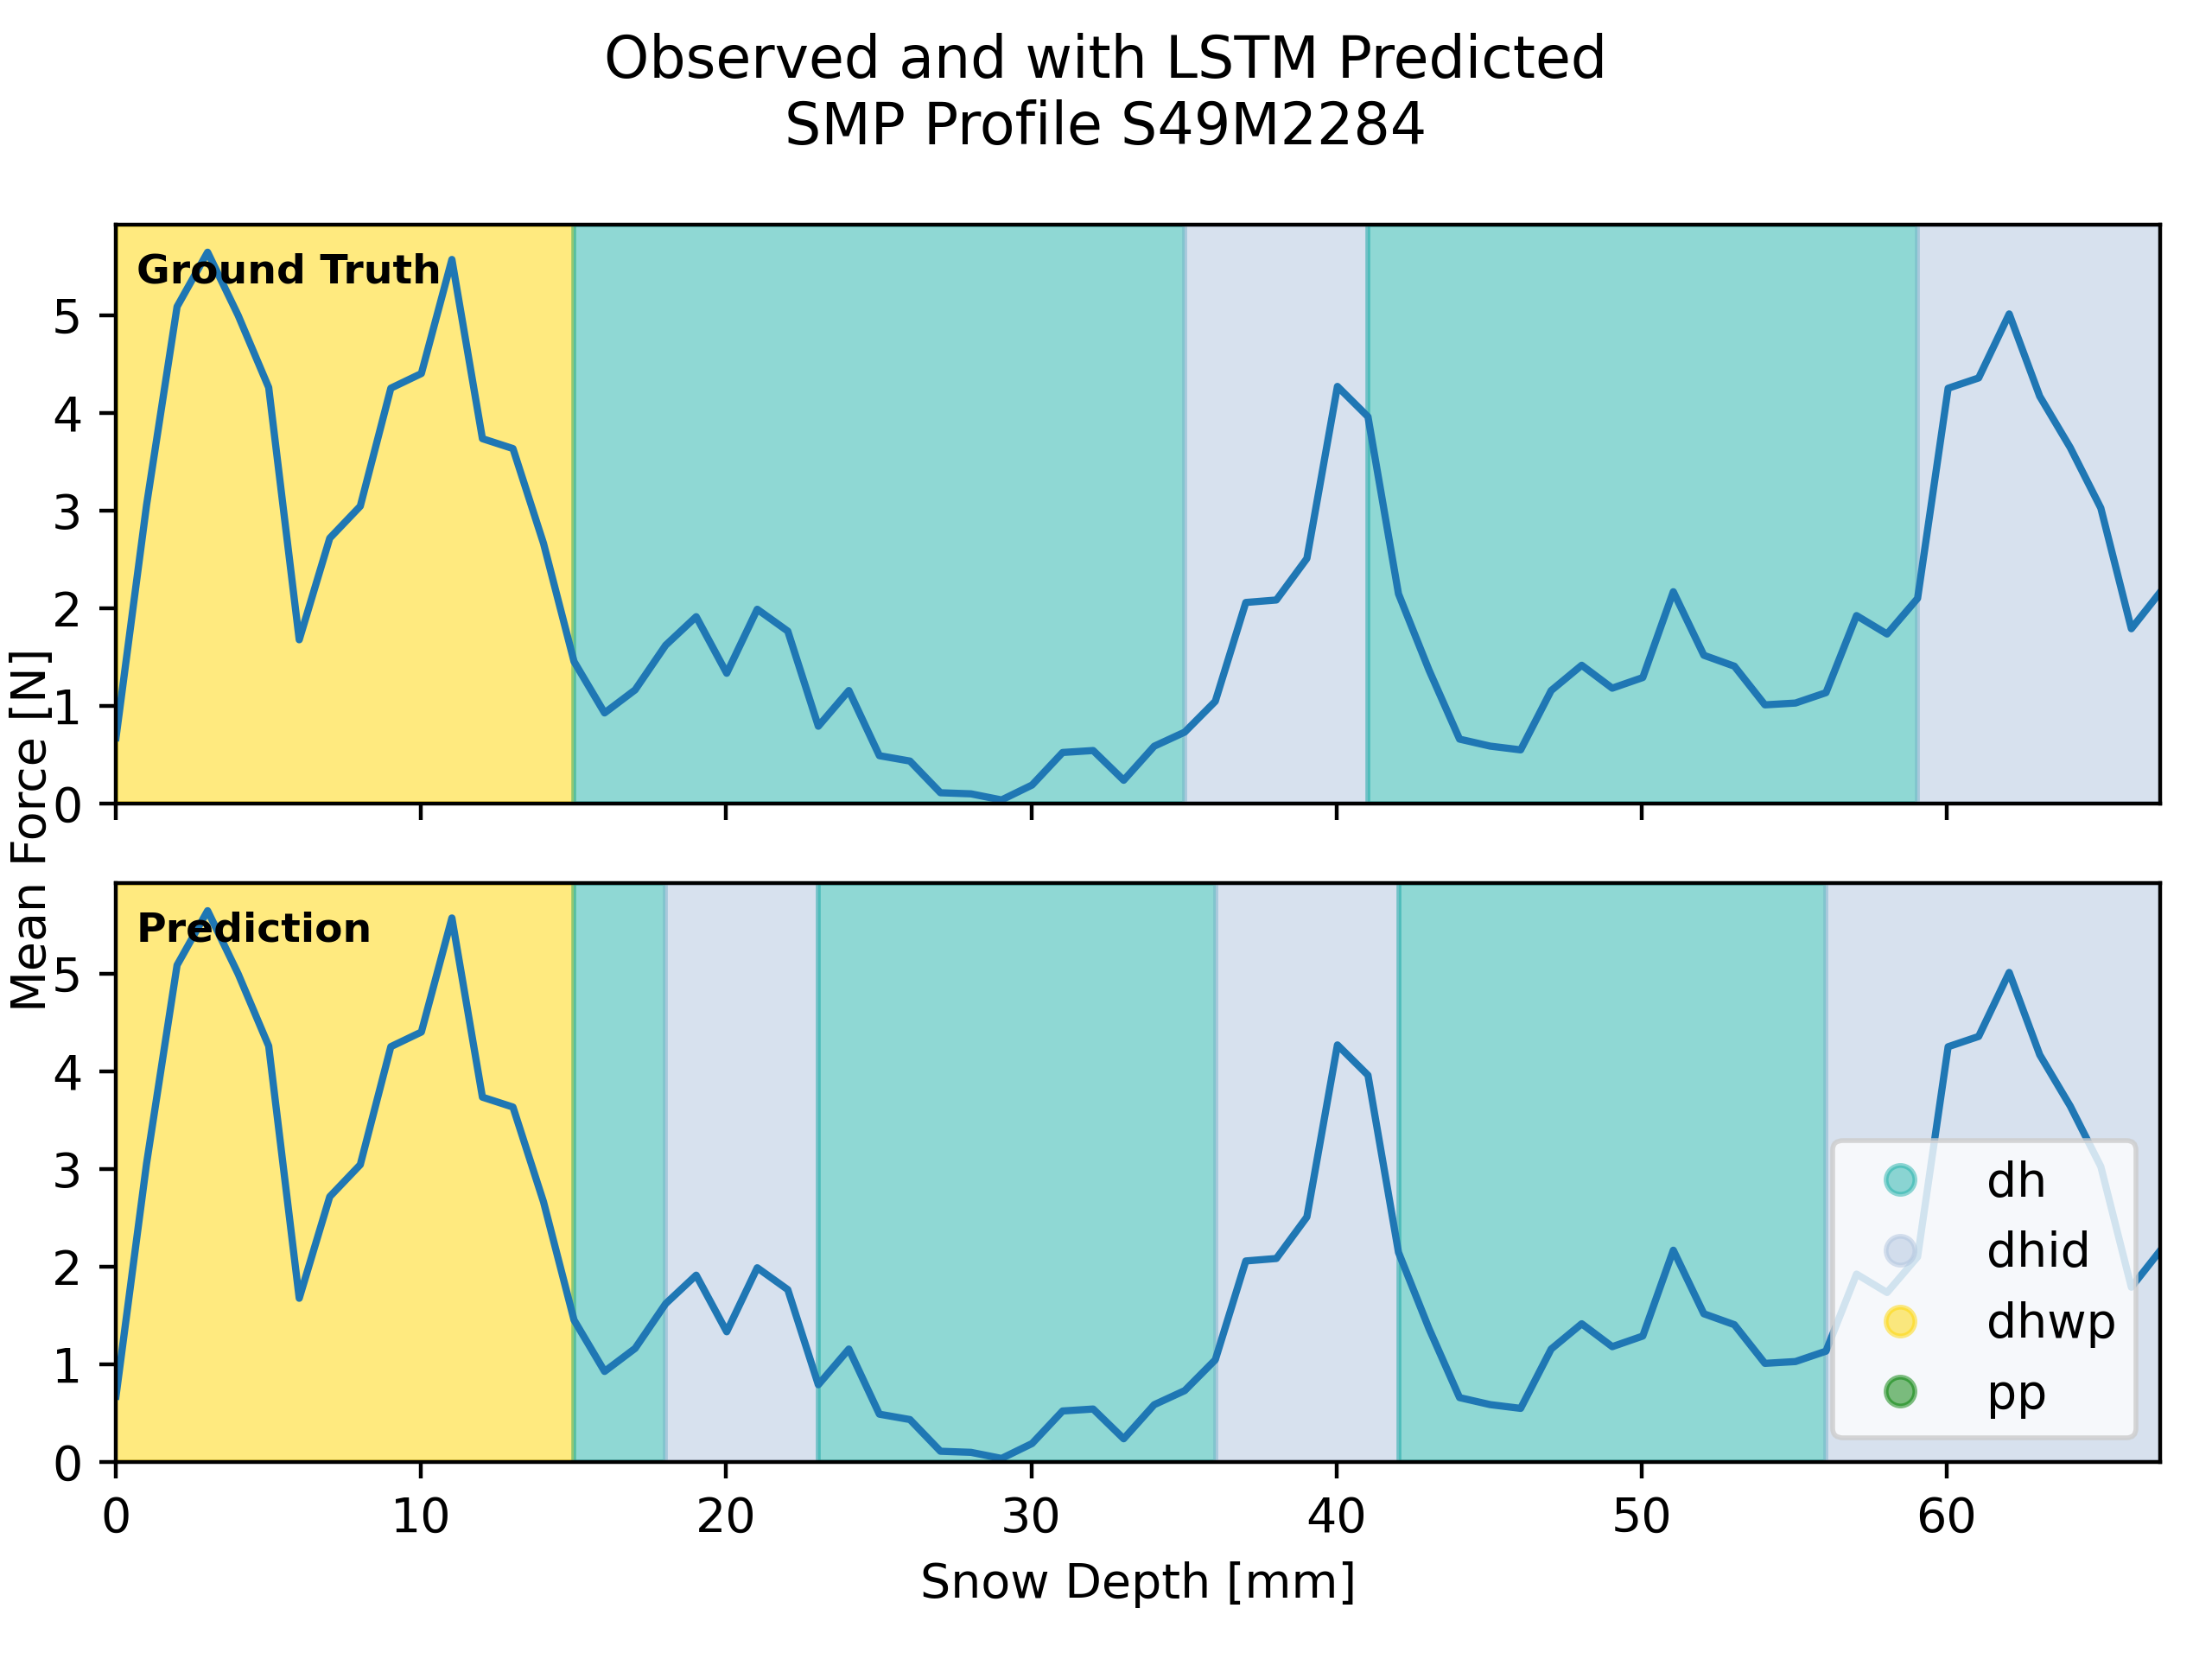 Observed and with LSTM Predicted
SMP Profile S49M2284
Mean Force [N]
Ground Truth
5
4
3
2
1
0
Prediction
5
4
3
2
1
0
dh
dhid
dhwp
pp
0 10 20 30 40 50 60
Snow Depth [mm]